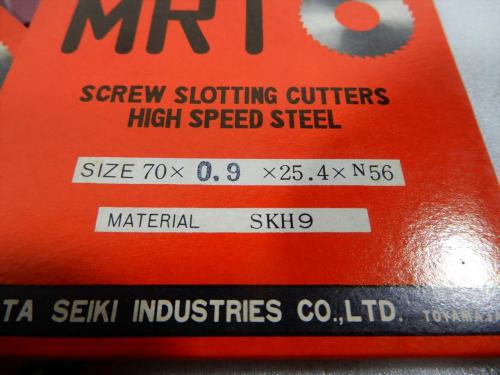 MRT
SCREW SLOTTING CUTTERS
HIGH SPEED STEEL
SIZE 70× 0.9 ×25.4×N56
MATERIAL SKH9
TA SEIKI INDUSTRIES CO.,LTD.